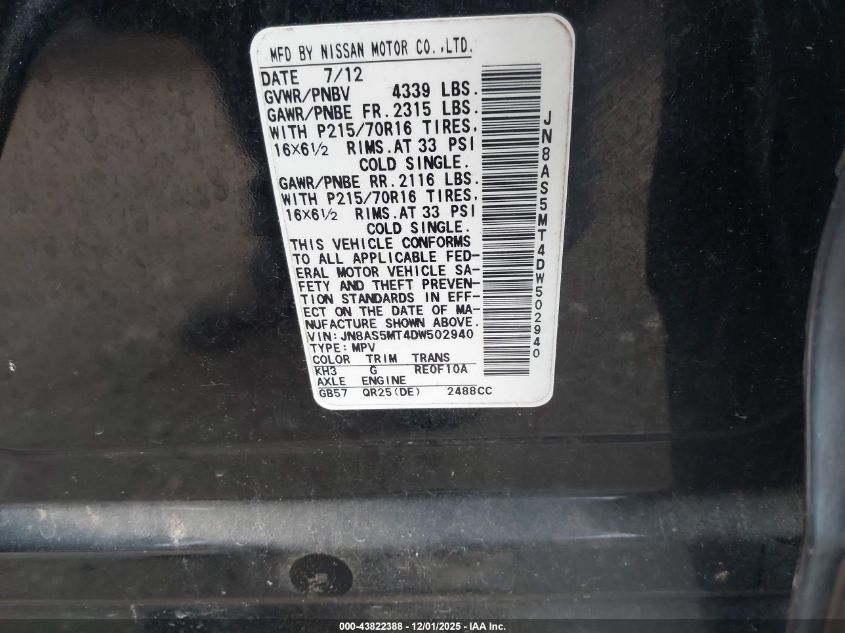 MFD BY NISSAN MOTOR CO.,LTD.
DATE 7/12
GVWR/PNBV 4339 LBS.
GAWR/PNBE FR.2315 LBS.
WITH P215/70R16 TIRES,
16X6½ RIMS.AT 33 PSI
COLD SINGLE.
GAWR/PNBE RR.2116 LBS.
WITH P215/70R16 TIRES,
16X6½ RIMS.AT 33 PSI
COLD SINGLE.
THIS VEHICLE CONFORMS
TO ALL APPLICABLE FED-
ERAL MOTOR VEHICLE SA-
FETY AND THEFT PREVEN-
TION STANDARDS IN EFF-
ECT ON THE DATE OF MA-
NUFACTURE SHOWN ABOVE.
VIN: JN8AS5MT4DW502940
TYPE: MPV
COLOR TRIM TRANS
KH3 G RE0F10A
AXLE ENGINE
GB57 QR25(DE) 2488CC
JN8AS5MT4DW502940
000-43822388 - 12/01/2025 - IAA Inc.